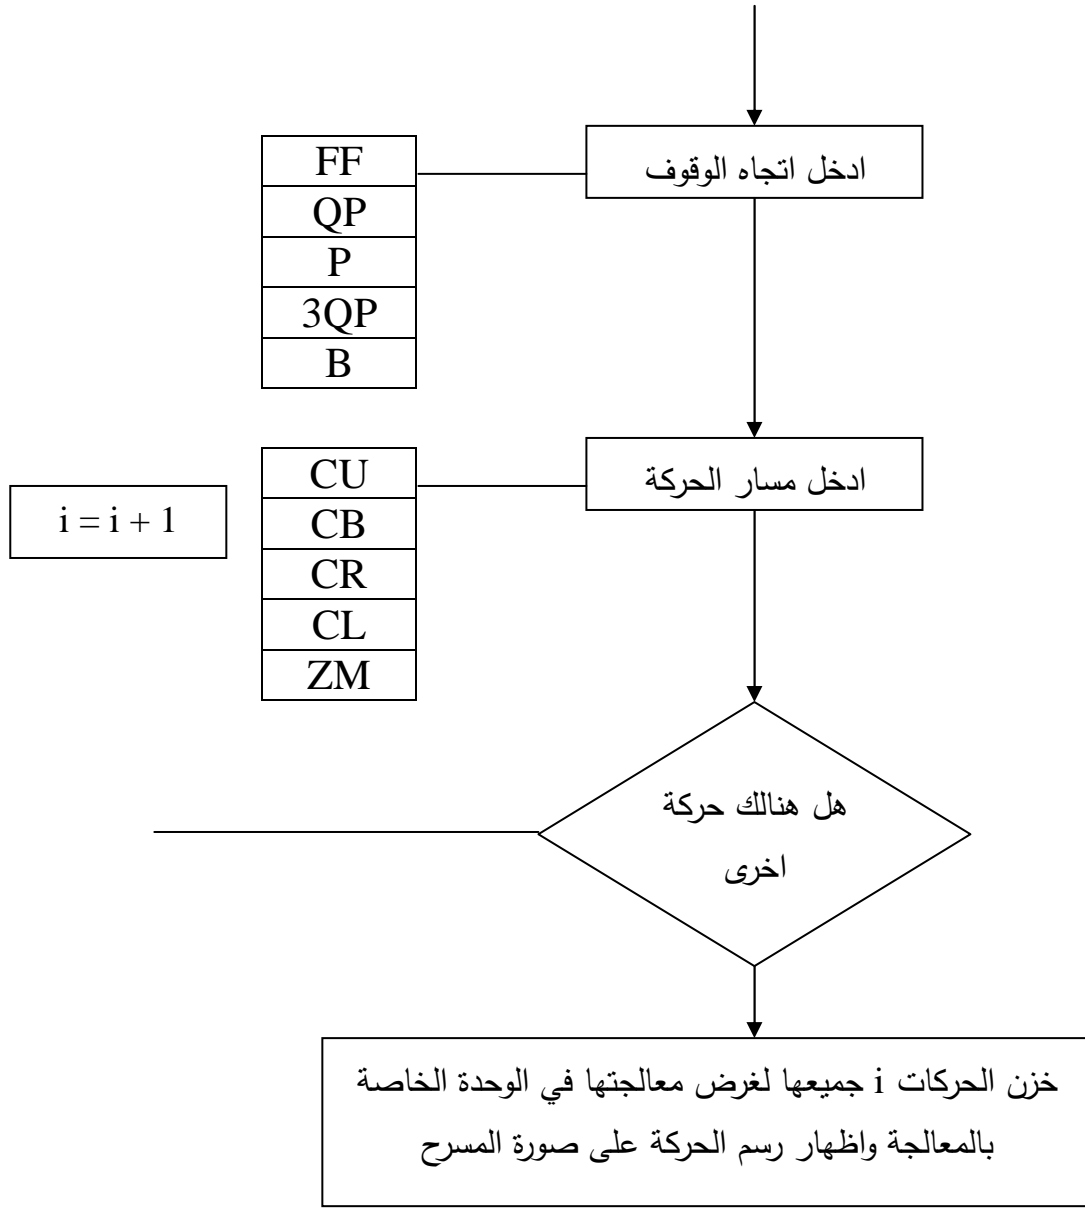 ادخل اتجاه الوقوف
FF
QP
P
3QP
B
ادخل مسار الحركة
CU
CB
CR
CL
ZM
i = i + 1
هل هنالك حركة
اخرى
خزن الحركات i جميعها لغرض معالجتها في الوحدة الخاصة
بالمعالجة واظهار رسم الحركة على صورة المسرح